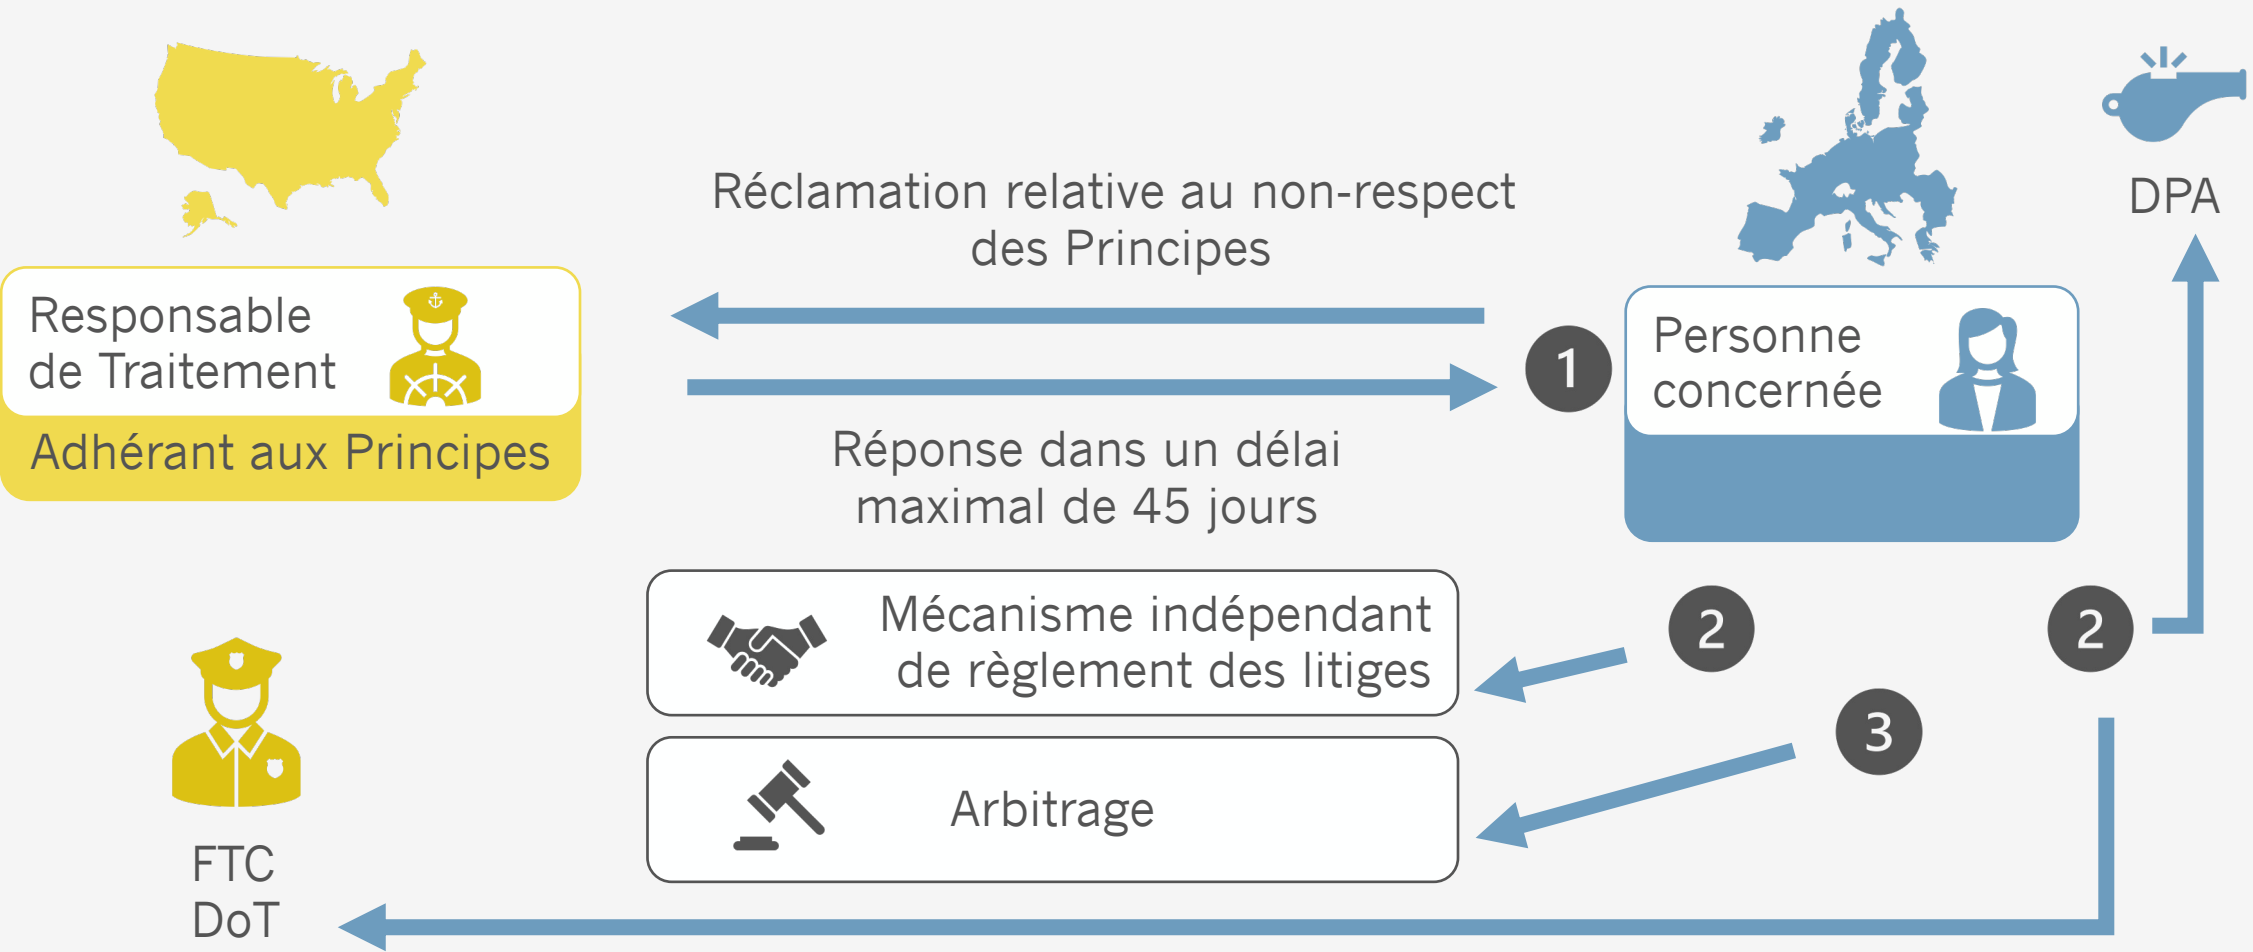 Réclamation relative au non-respect
des Principes
DPA
Responsable
de Traitement
Adhérant aux Principes
1
Personne
concernée
Réponse dans un délai
maximal de 45 jours
Mécanisme indépendant
de règlement des litiges
2
2
3
Arbitrage
FTC
DoT